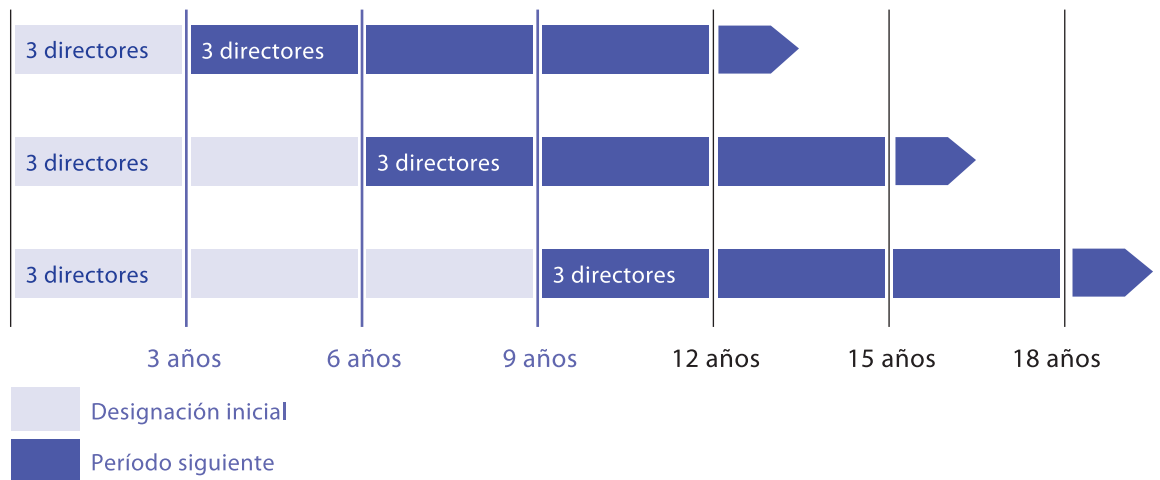 3 directores 3 directores
3 directores 3 directores
3 directores 3 directores
3 años 6 años 9 años 12 años 15 años 18 años
Designación inicial
Período siguiente